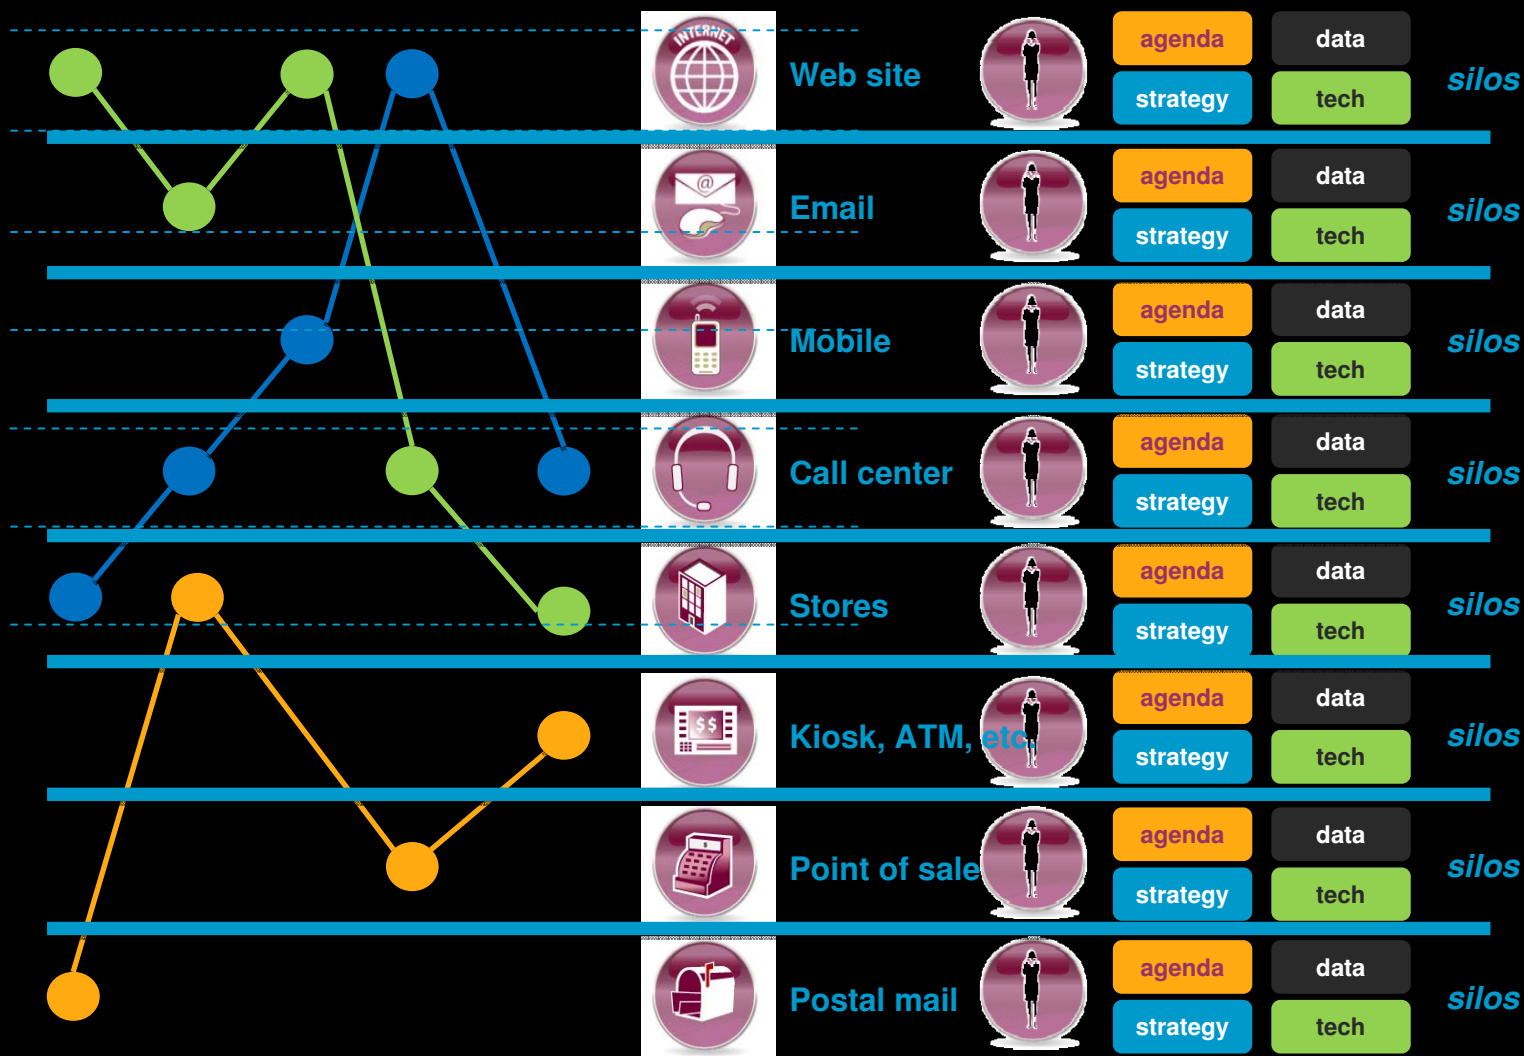 INTERNET
Web site
agenda data
strategy tech
silos
@
Email
agenda data
strategy tech
silos
Mobile
agenda data
strategy tech
silos
Call center
agenda data
strategy tech
silos
Stores
agenda data
strategy tech
silos
$$
Kiosk, ATM, etc.
agenda data
strategy tech
silos
$
Point of sale
agenda data
strategy tech
silos
Postal mail
agenda data
strategy tech
silos